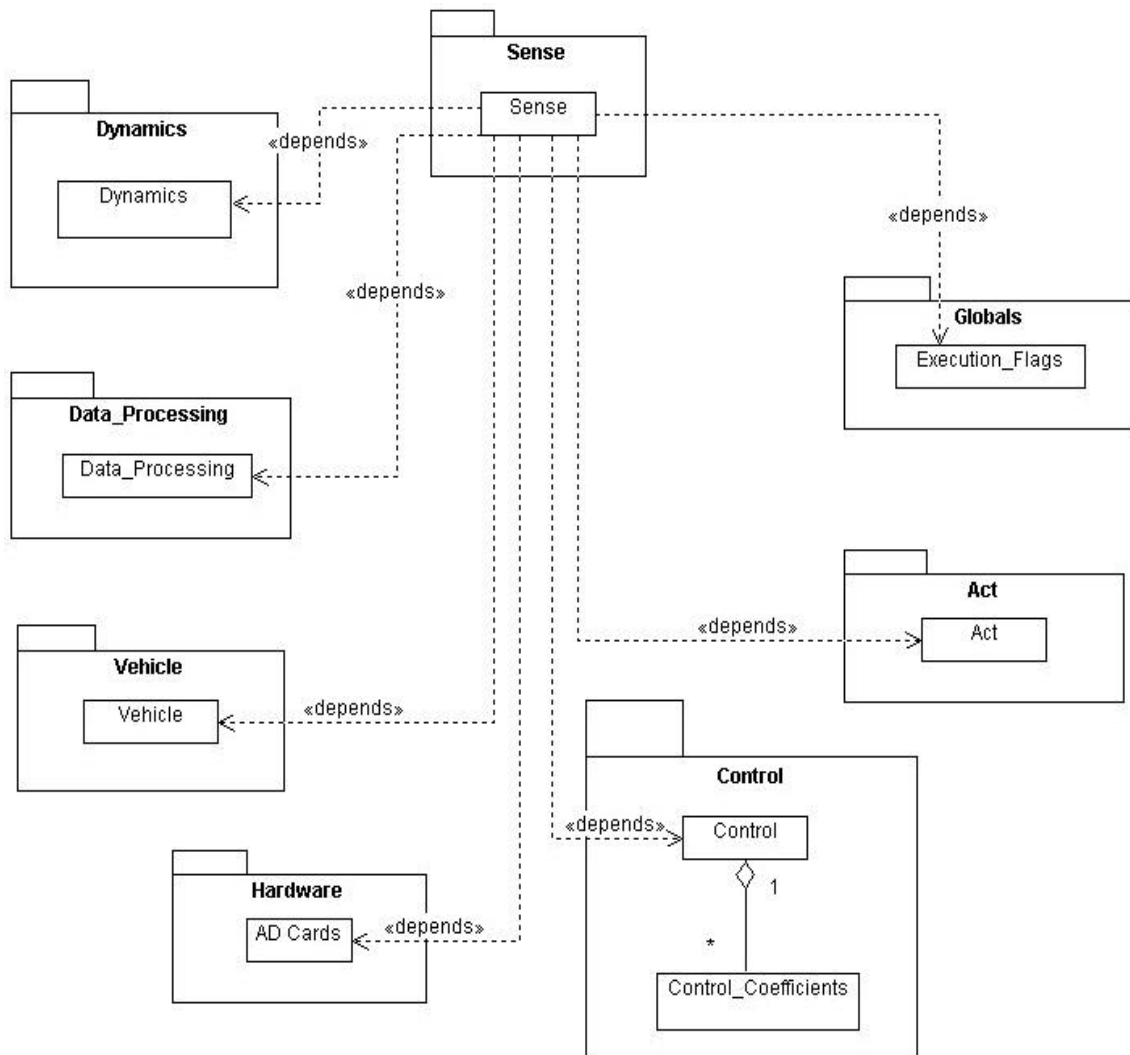 Sense
Sense
Dynamics
«depends»
Dynamics
«depends»
«depends»
Globals
Execution_Flags
Data_Processing
Data_Processing
Act
«depends»
Act
Vehicle
Vehicle
«depends»
Control
«depends»
Control
1
Hardware
AD Cards
«depends»
*
Control_Coefficients